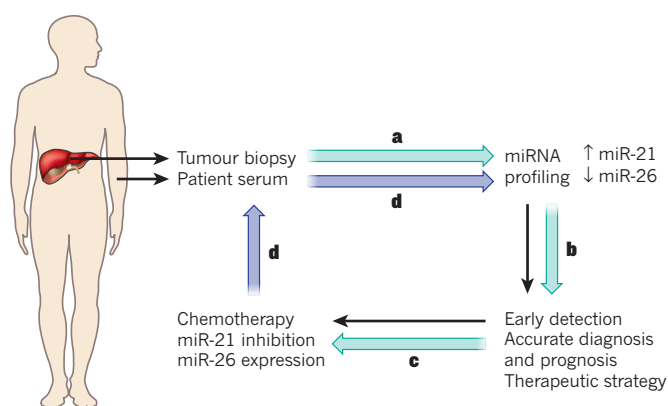 a
Tumour biopsy
Patient serum
d
miRNA
profiling
↑ miR-21
↓ miR-26
d
b
Chemotherapy
miR-21 inhibition
miR-26 expression
c
Early detection
Accurate diagnosis
and prognosis
Therapeutic strategy